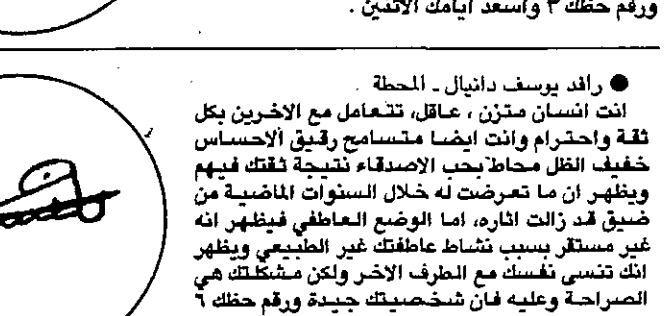 ورقم حظك ٣ واسعد ايامك الاثنين .
● رافد يوسف دانيال ـ المحطة .
انت انسان متزن ، عاقل، تتعامل مع الاخرين بكل
ثقة واحترام وانت ايضا متسامح رقيق الاحساس
خفيف الظل محاط بحب الاصدقاء نتيجة ثقتك فيهم
ويظهر ان ما تعرضت له خلال السنوات الماضية من
ضيق قد زالت اثاره، اما الوضع العاطفي فيظهر انه
غير مستقر بسبب نشاط عاطفتك غير الطبيعي ويظهر
انك تنسى نفسك مع الطرف الاخر ولكن مشكلتك هي
الصراحة وعليه فان شخصيتك جيدة ورقم حظك ٦